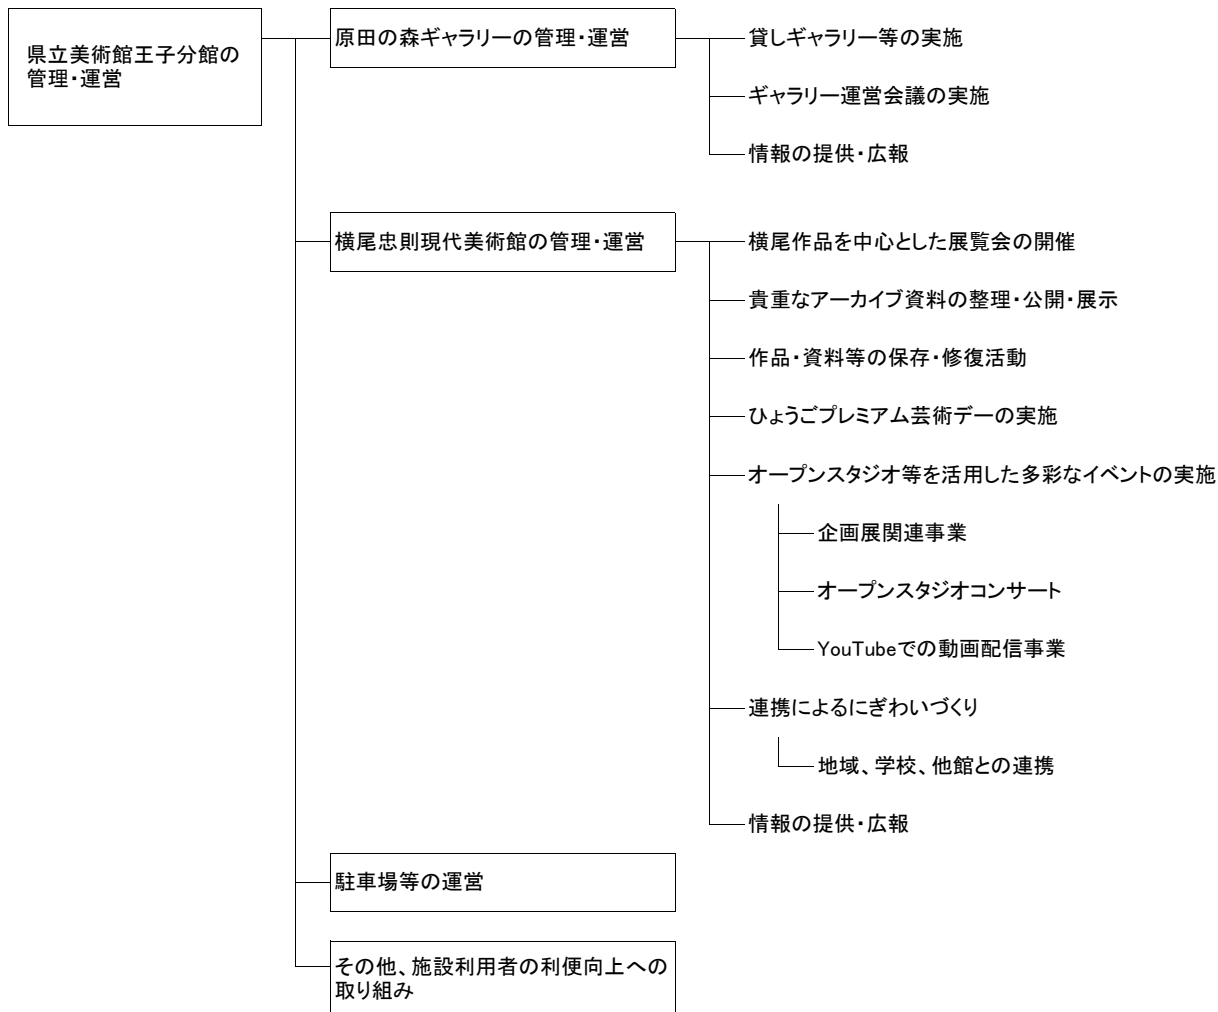 県立美術館王子分館の
管理・運営
原田の森ギャラリーの管理・運営
貸しギャラリー等の実施
ギャラリー運営会議の実施
情報の提供・広報
横尾忠則現代美術館の管理・運営
横尾作品を中心とした展覧会の開催
貴重なアーカイブ資料の整理・公開・展示
作品・資料等の保存・修復活動
ひょうごプレミアム芸術デーの実施
オープンスタジオ等を活用した多彩なイベントの実施
企画展関連事業
オープンスタジオコンサート
YouTubeでの動画配信事業
連携によるにぎわいづくり
地域、学校、他館との連携
情報の提供・広報
駐車場等の運営
その他、施設利用者の利便向上への
取り組み